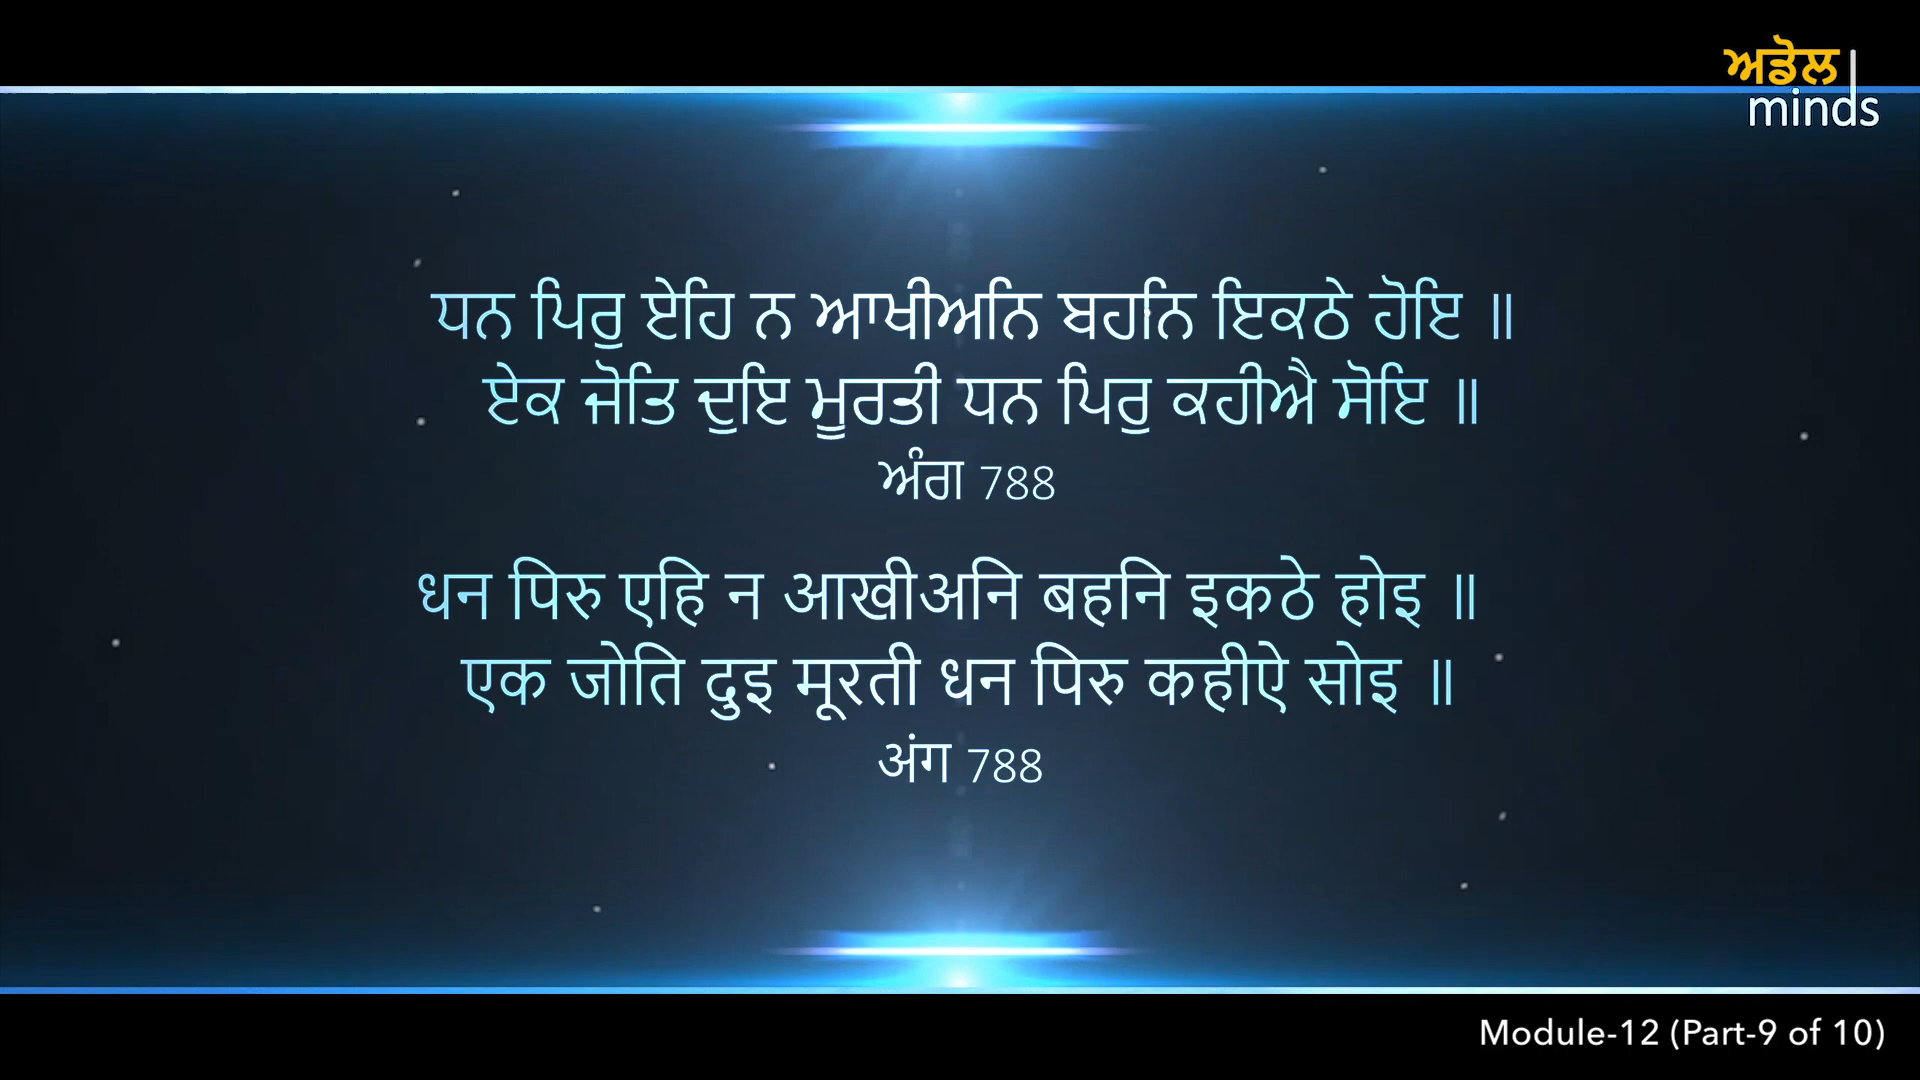 ਅਡੋਲ
minds
ਧਨ ਪਿਰੁ ਏਹਿ ਨ ਆਖੀਅਨਿ ਬਹਨਿ ਇਕਠੇ ਹੋਇ ॥
ਏਕ ਜੋਤਿ ਦੁਇ ਮੂਰਤੀ ਧਨ ਪਿਰੁ ਕਹੀਐ ਸੋਇ ॥
ਅੰਗ 788
धन पिरु एहि न आखीअनि बहनि इकठे होइ ॥
एक जोति दुइ मूरती धन पिरु कहीऐ सोइ ॥
अंग 788
Module-12 (Part-9 of 10)